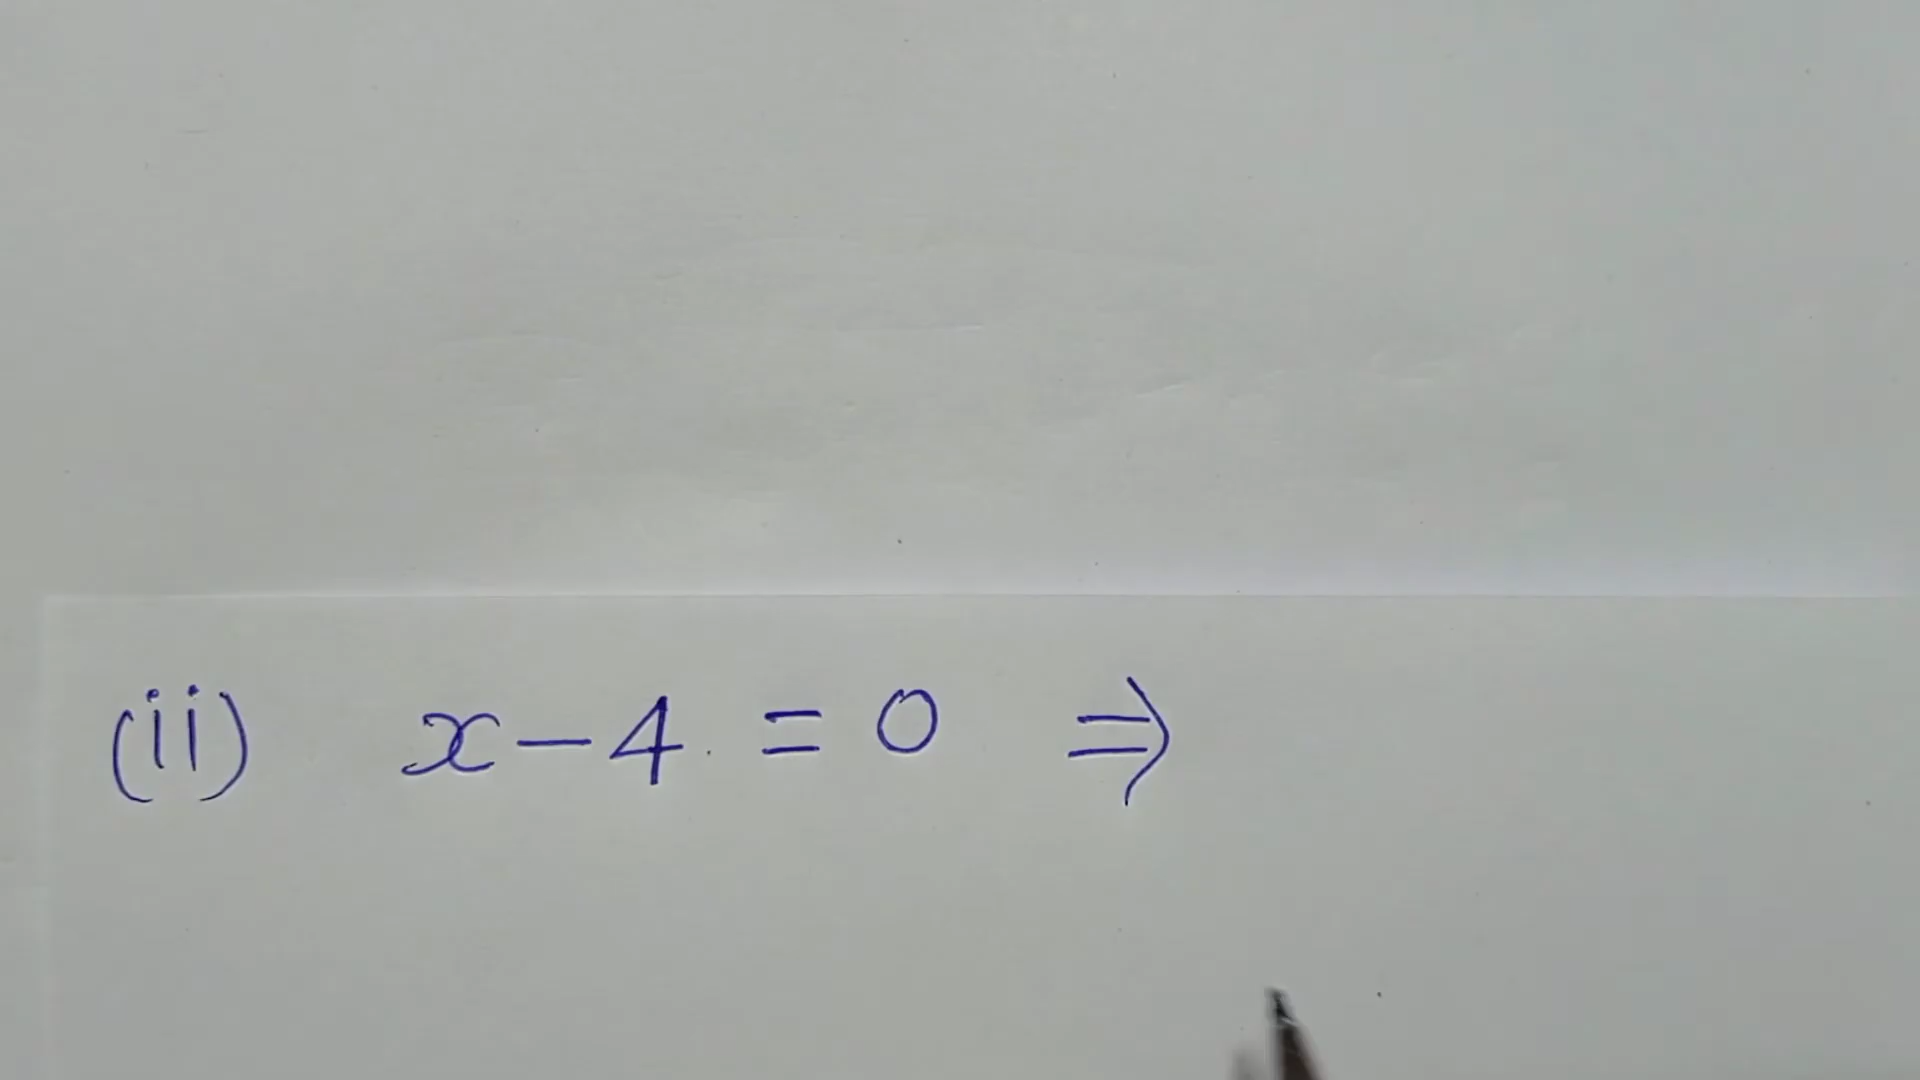 (ii) x - 4 = 0 ⇒